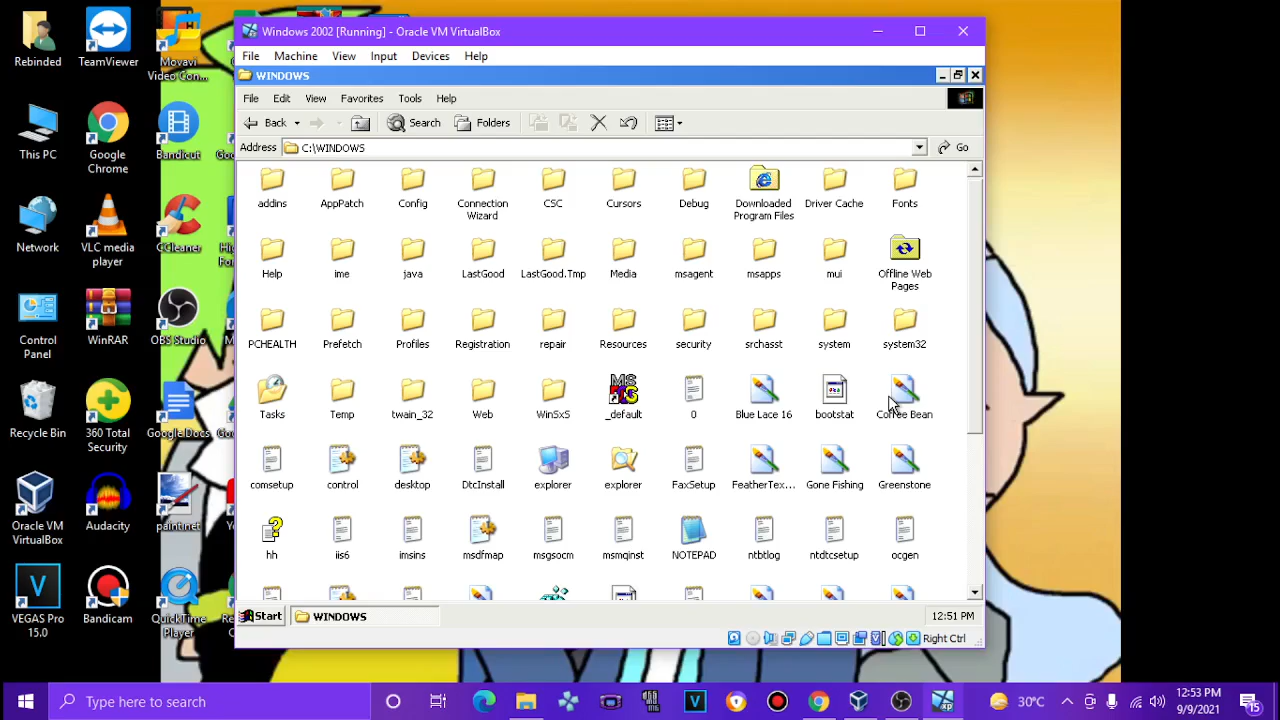 Rebinded
TeamViewer
Movavi
Video Con...
This PC
Google
Chrome
Bandicut
Network
VLC media
player
CCleaner
Control
Panel
WinRAR
OBS Studio
Recycle Bin
360 Total
Security
Google Docs
Oracle VM
VirtualBox
Audacity
paint.net
VEGAS Pro
15.0
Bandicam
QuickTime
Player
Windows 2002 [Running] - Oracle VM VirtualBox
File Machine View Input Devices Help
WINDOWS
File Edit View Favorites Tools Help
Back Search Folders
Address C:\WINDOWS Go
addins AppPatch Config Connection Wizard CSC Cursors Debug Downloaded Program Files Driver Cache Fonts
Help ime java LastGood LastGood.Tmp Media msagent msapps mui Offline Web Pages
PCHEALTH Prefetch Profiles Registration repair Resources security srchasst system system32
Tasks Temp twain_32 Web WinSxS _default 0 Blue Lace 16 bootstat Coffee Bean
comsetup control desktop DtcInstall explorer explorer FaxSetup FeatherTex... Gone Fishing Greenstone
hh iis6 imsins msdfmap msgsocm msmqinst NOTEPAD ntbtlog ntdtcsetup ocgen
Start WINDOWS 12:51 PM
Right Ctrl
Type here to search
30°C
12:53 PM
9/9/2021
15